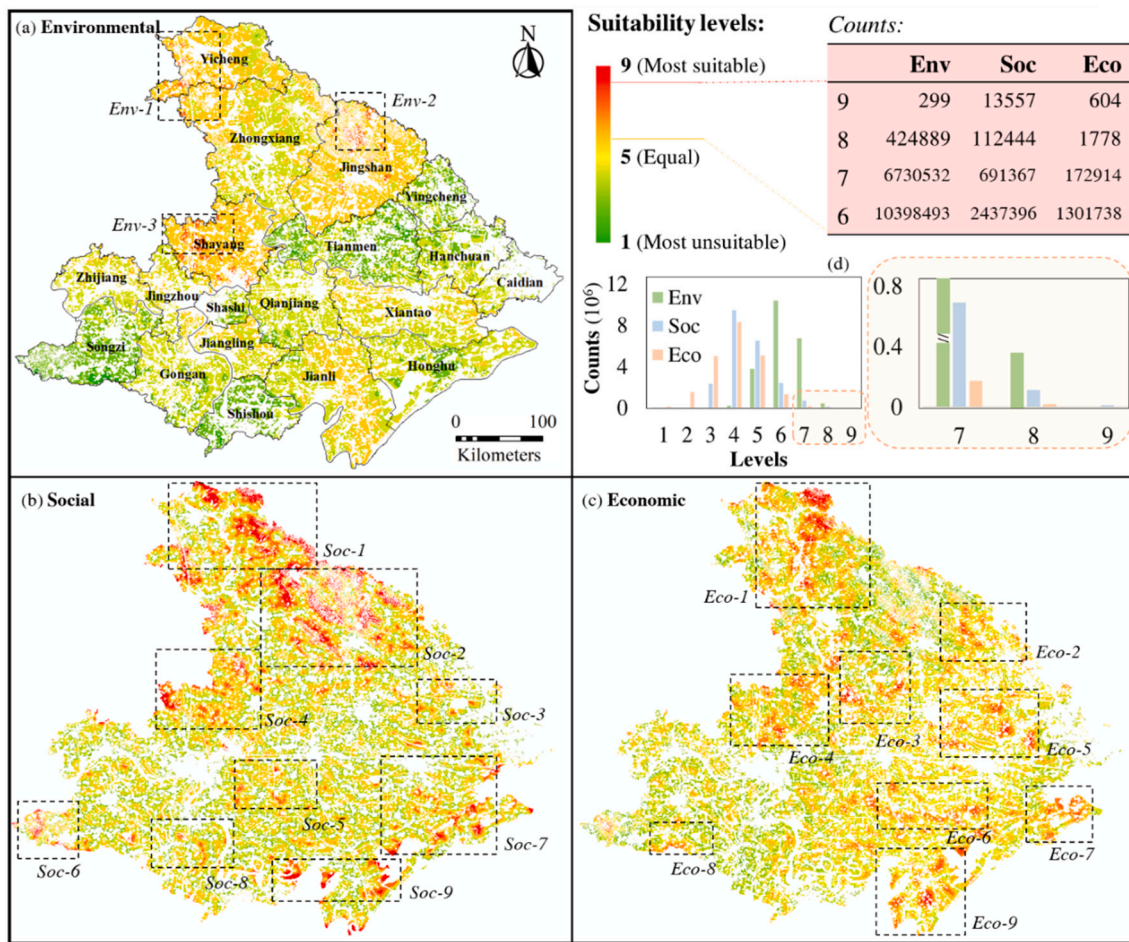 (a) Environmental
N
Yicheng
Env-1
Env-2
Zhongxiang
Jingshan
Yingcheng
Env-3
Shayang
Tianmen
Hanchuan
Zhijiang
Caidian
Jingzhou
Shashi
Qianjiang
Xiantao
Songzi
Jiangling
Gongan
Jianli
Honghu
Shishou
0 100
Kilometers
Suitability levels:
9 (Most suitable)
5 (Equal)
1 (Most unsuitable)
Counts:
Env Soc Eco
9 299 13557 604
8 424889 112444 1778
7 6730532 691367 172914
6 10398493 2437396 1301738
(d)
Counts (10⁶)
12
8
4
0
Env
Soc
Eco
1 2 3 4 5 6 7 8 9
Levels
0.8
0.4
0
7 8 9
(b) Social
Soc-1
Soc-2
Soc-3
Soc-4
Soc-5
Soc-6
Soc-7
Soc-8
Soc-9
(c) Economic
Eco-1
Eco-2
Eco-3
Eco-4
Eco-5
Eco-6
Eco-7
Eco-8
Eco-9